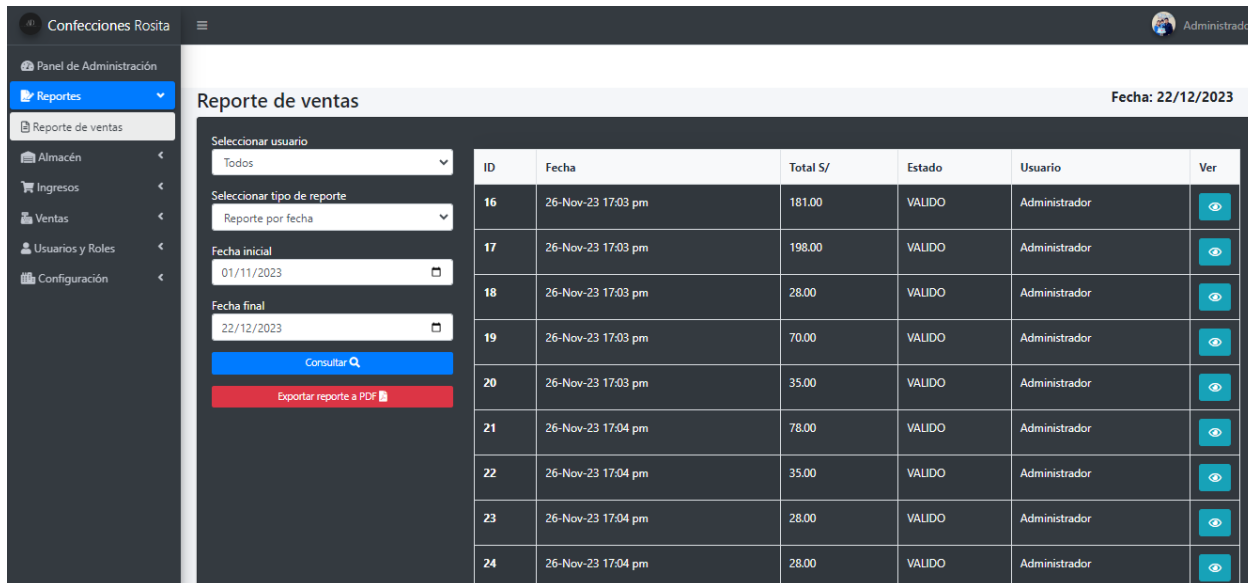 Confecciones Rosita
Administrado
Panel de Administración
Reportes
Reporte de ventas
Almacén
Ingresos
Ventas
Usuarios y Roles
Configuración
Reporte de ventas
Fecha: 22/12/2023
Seleccionar usuario
Todos
Seleccionar tipo de reporte
Reporte por fecha
Fecha inicial
01/11/2023
Fecha final
22/12/2023
Consultar
Exportar reporte a PDF
ID Fecha Total S/ Estado Usuario Ver
16 26-Nov-23 17:03 pm 181.00 VALIDO Administrador
17 26-Nov-23 17:03 pm 198.00 VALIDO Administrador
18 26-Nov-23 17:03 pm 28.00 VALIDO Administrador
19 26-Nov-23 17:03 pm 70.00 VALIDO Administrador
20 26-Nov-23 17:03 pm 35.00 VALIDO Administrador
21 26-Nov-23 17:04 pm 78.00 VALIDO Administrador
22 26-Nov-23 17:04 pm 35.00 VALIDO Administrador
23 26-Nov-23 17:04 pm 28.00 VALIDO Administrador
24 26-Nov-23 17:04 pm 28.00 VALIDO Administrador